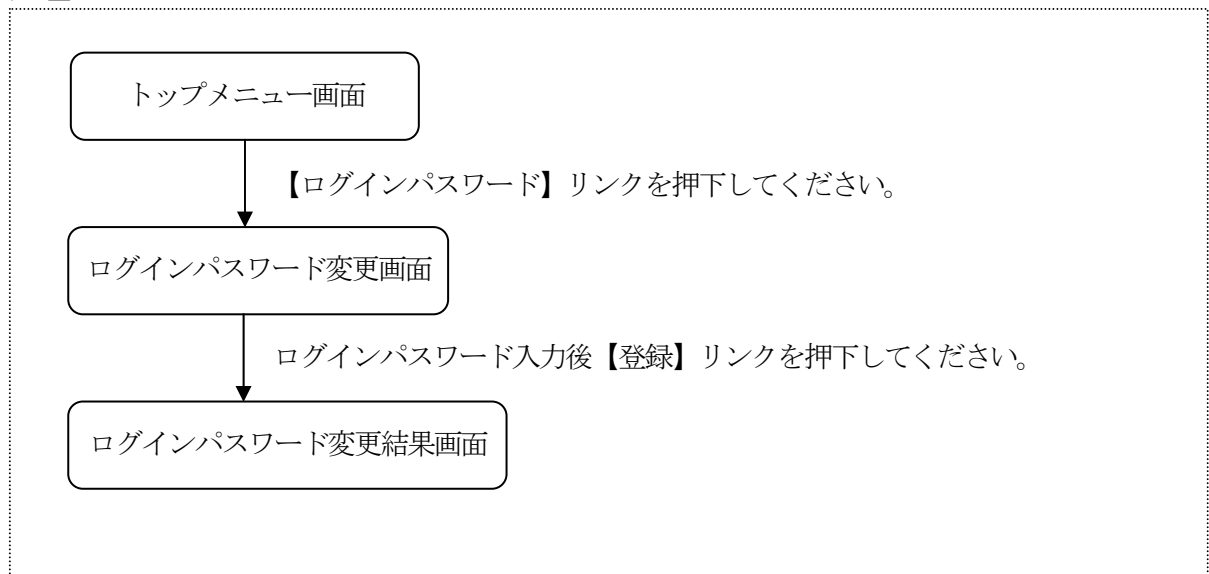 トップメニュー画面
【ログインパスワード】リンクを押下してください。
ログインパスワード変更画面
ログインパスワード入力後【登録】リンクを押下してください。
ログインパスワード変更結果画面